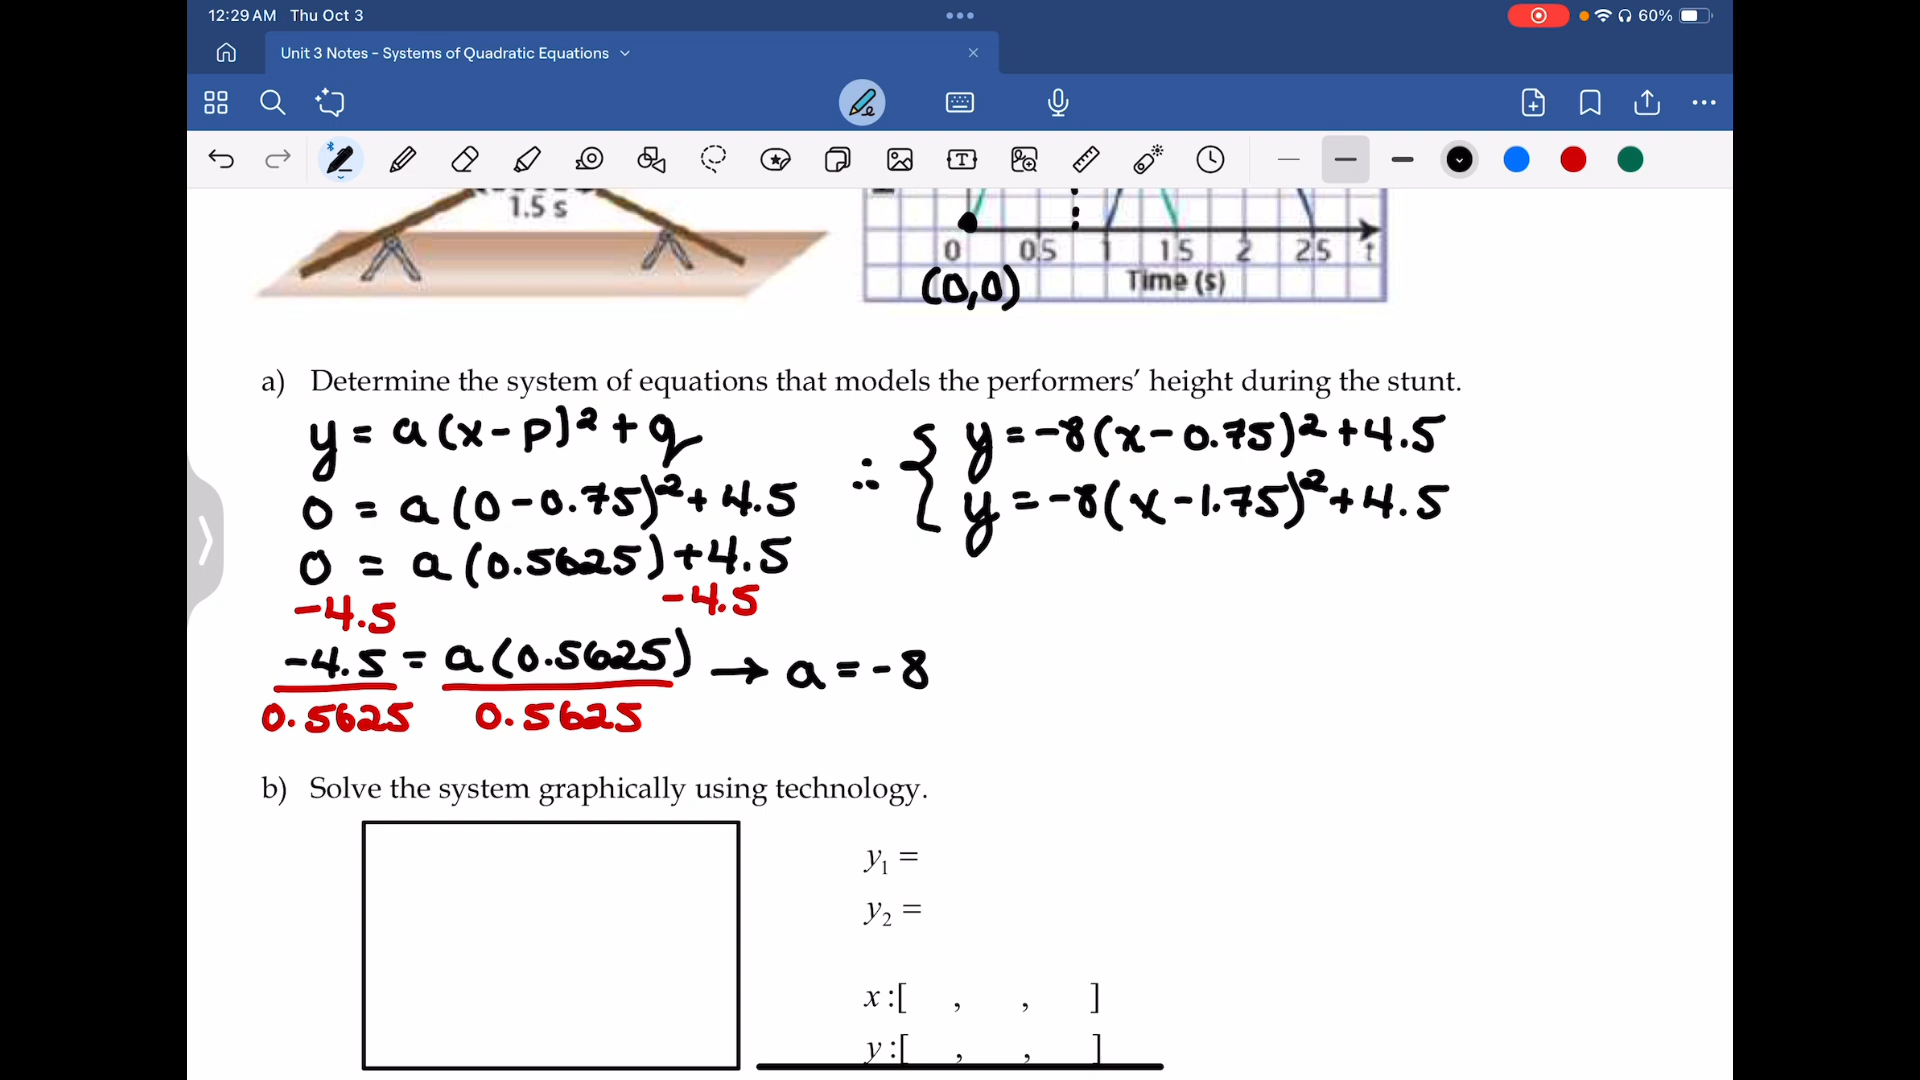 12:29 AM Thu Oct 3
60%
Unit 3 Notes - Systems of Quadratic Equations
1.5 s
0 0.5 1 1.5 2 2.5 t
(0,0)
Time (s)
a) Determine the system of equations that models the performers' height during the stunt.
y = a(x-p)² + q
0 = a(0-0.75)² + 4.5
0 = a(0.5625) + 4.5
-4.5 -4.5
-4.5 = a(0.5625) → a = -8
0.5625 0.5625
∴ { y = -8(x-0.75)² + 4.5
y = -8(x-1.75)² + 4.5
b) Solve the system graphically using technology.
y₁ =
y₂ =
x :[ , , ]
y :[ , , ]